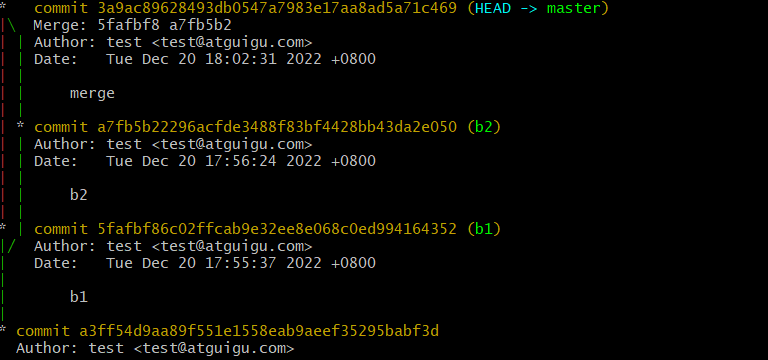 *   commit 3a9ac89628493db0547a7983e17aa8ad5a71c469 (HEAD -> master)
|\  Merge: 5fafbf8 a7fb5b2
| | Author: test <test@atguigu.com>
| | Date:   Tue Dec 20 18:02:31 2022 +0800
| |
| |     merge
| |
| * commit a7fb5b22296acfde3488f83bf4428bb43da2e050 (b2)
| | Author: test <test@atguigu.com>
| | Date:   Tue Dec 20 17:56:24 2022 +0800
| |
| |     b2
| |
* | commit 5fafbf86c02ffcab9e32ee8e068c0ed994164352 (b1)
|/  Author: test <test@atguigu.com>
|   Date:   Tue Dec 20 17:55:37 2022 +0800
|
|       b1
|
* commit a3ff54d9aa89f551e1558eab9aeef35295babf3d
  Author: test <test@atguigu.com>